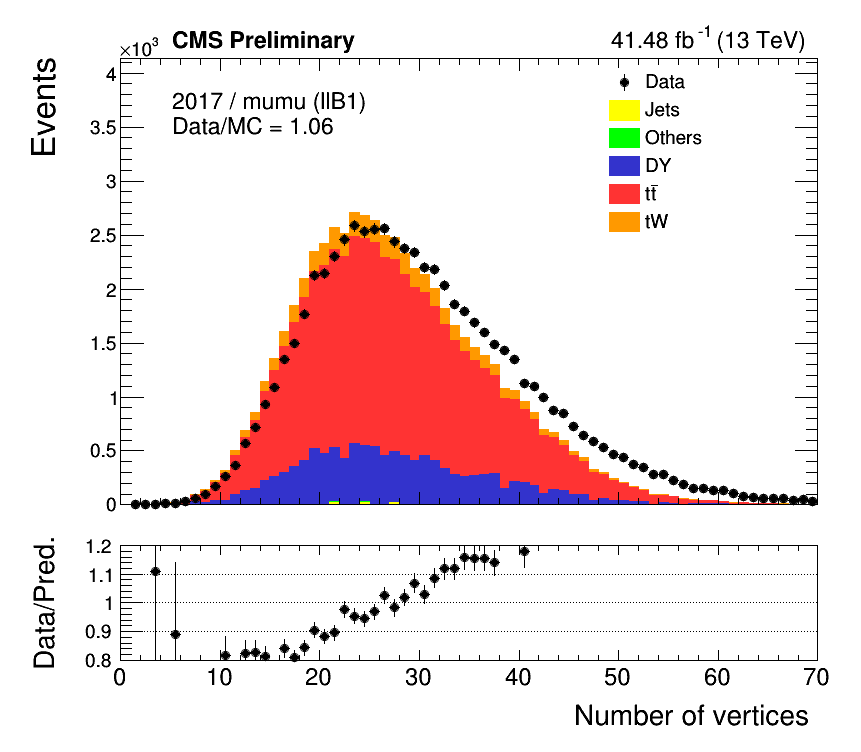 ×10³
CMS Preliminary
41.48 fb⁻¹ (13 TeV)
Events
2017 / mumu (llB1)
Data/MC = 1.06
Data
Jets
Others
DY
tt̄
tW
4
3.5
3
2.5
2
1.5
1
0.5
0
Data/Pred.
1.2
1.1
1
0.9
0.8
0 10 20 30 40 50 60 70
Number of vertices